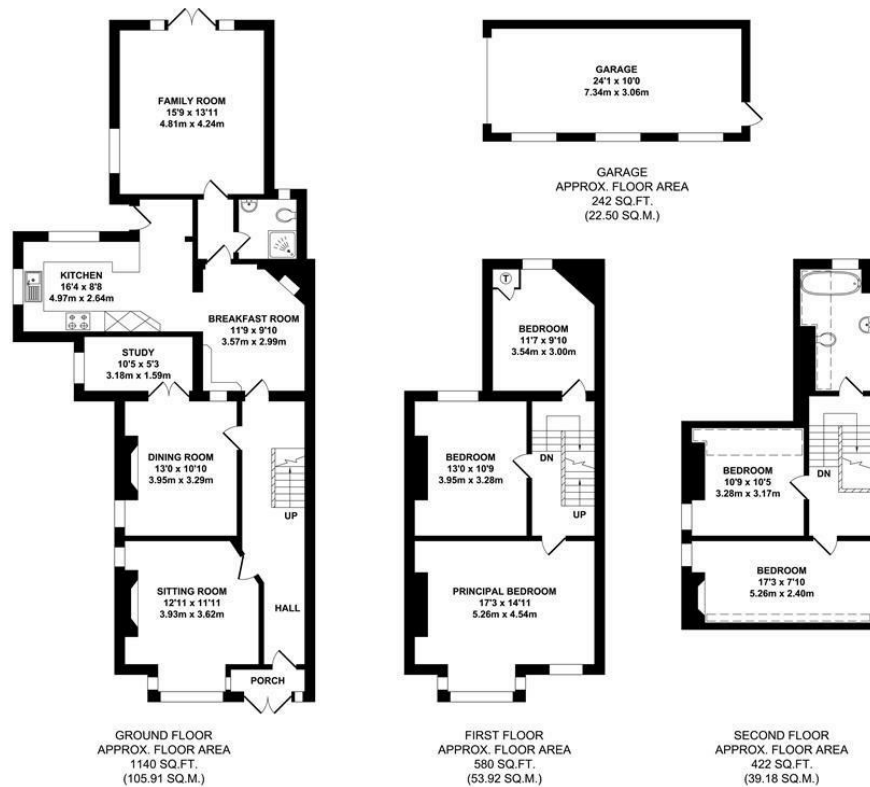 FAMILY ROOM
15'9 x 13'11
4.81m x 4.24m
KITCHEN
16'4 x 8'8
4.97m x 2.64m
BREAKFAST ROOM
11'9 x 9'10
3.57m x 2.99m
STUDY
10'5 x 5'3
3.18m x 1.59m
DINING ROOM
13'0 x 10'10
3.95m x 3.29m
UP
SITTING ROOM
12'11 x 11'11
3.93m x 3.62m
HALL
PORCH
GROUND FLOOR
APPROX. FLOOR AREA
1140 SQ.FT.
(105.91 SQ.M.)
GARAGE
24'1 x 10'0
7.34m x 3.06m
GARAGE
APPROX. FLOOR AREA
242 SQ.FT.
(22.50 SQ.M.)
T
BEDROOM
11'7 x 9'10
3.54m x 3.00m
BEDROOM
13'0 x 10'9
3.95m x 3.28m
DN
UP
PRINCIPAL BEDROOM
17'3 x 14'11
5.26m x 4.54m
FIRST FLOOR
APPROX. FLOOR AREA
580 SQ.FT.
(53.92 SQ.M.)
BEDROOM
10'9 x 10'5
3.28m x 3.17m
DN
BEDROOM
17'3 x 7'10
5.26m x 2.40m
SECOND FLOOR
APPROX. FLOOR AREA
422 SQ.FT.
(39.18 SQ.M.)